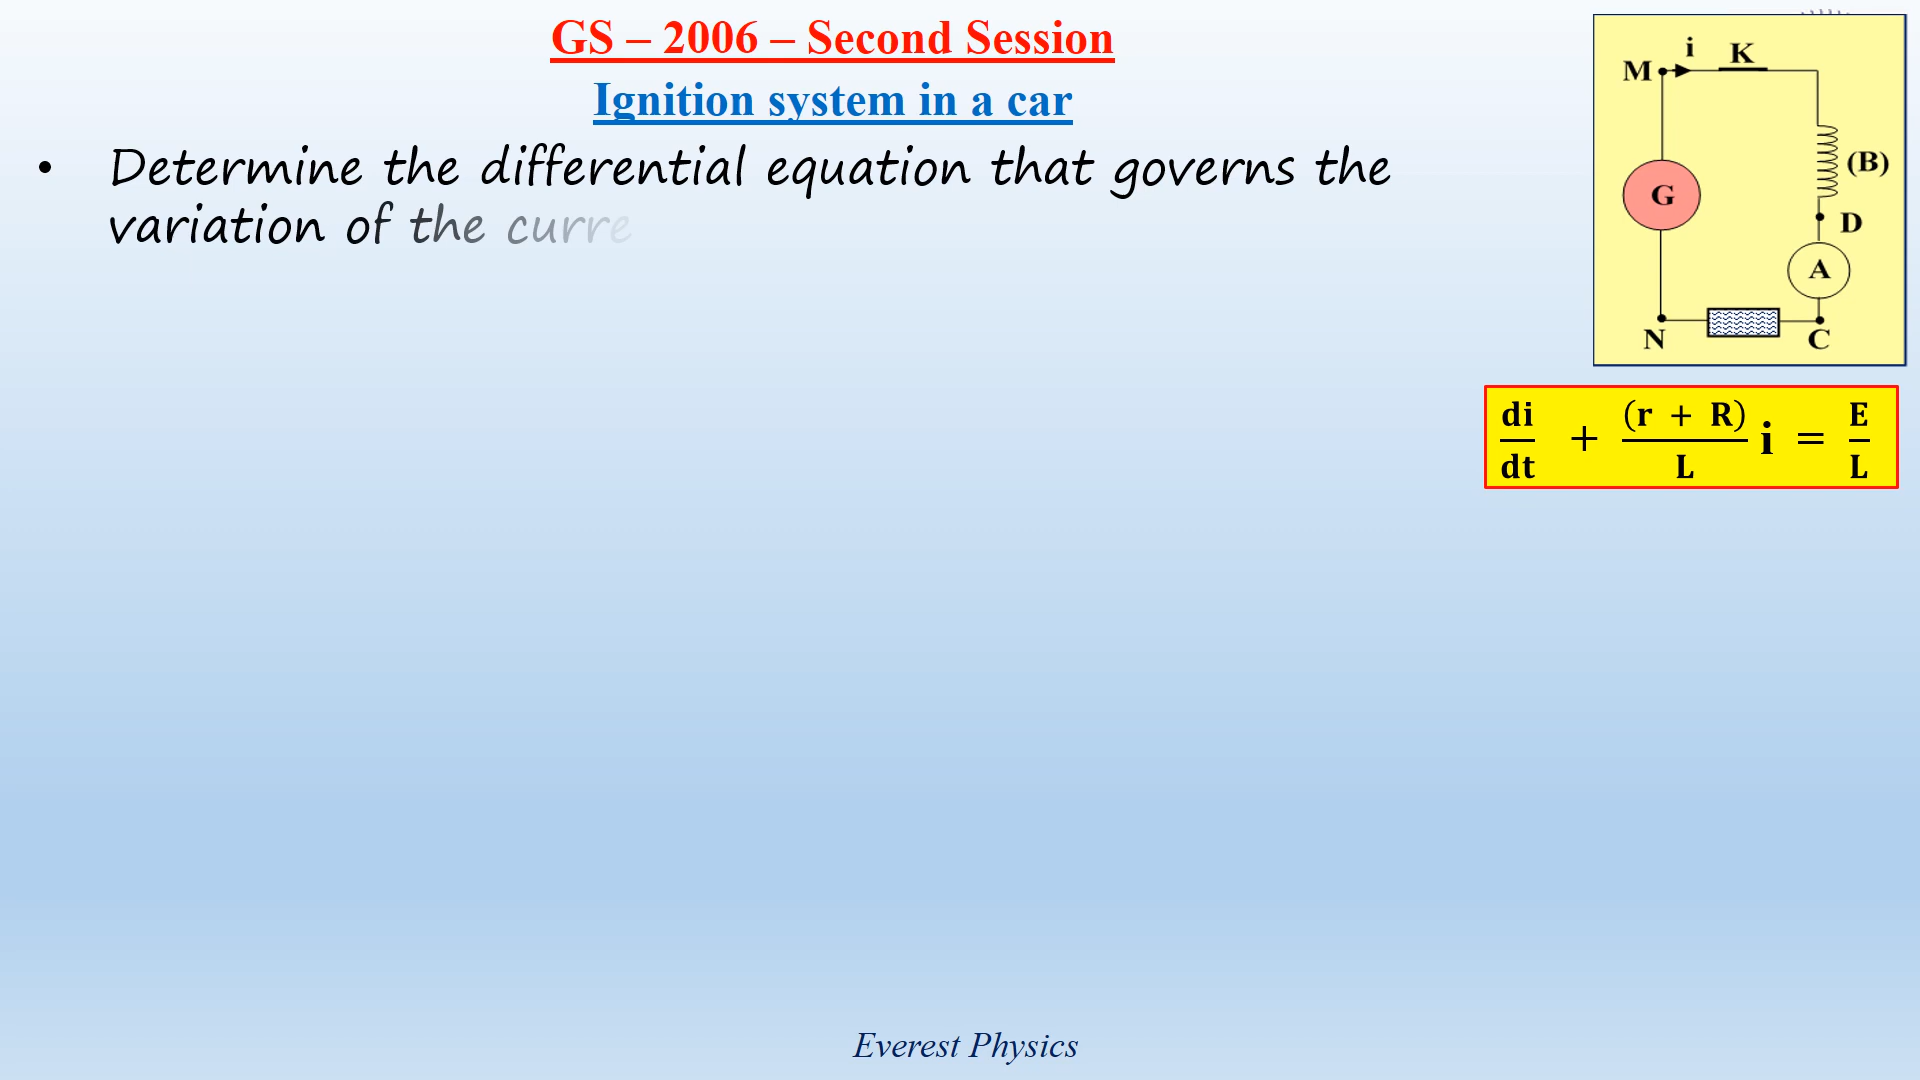 GS – 2006 – Second Session
Ignition system in a car
• Determine the differential equation that governs the
variation of the curre
i K
M
(B)
G
D
A
N C
di/dt + (r + R)/L i = E/L
Everest Physics